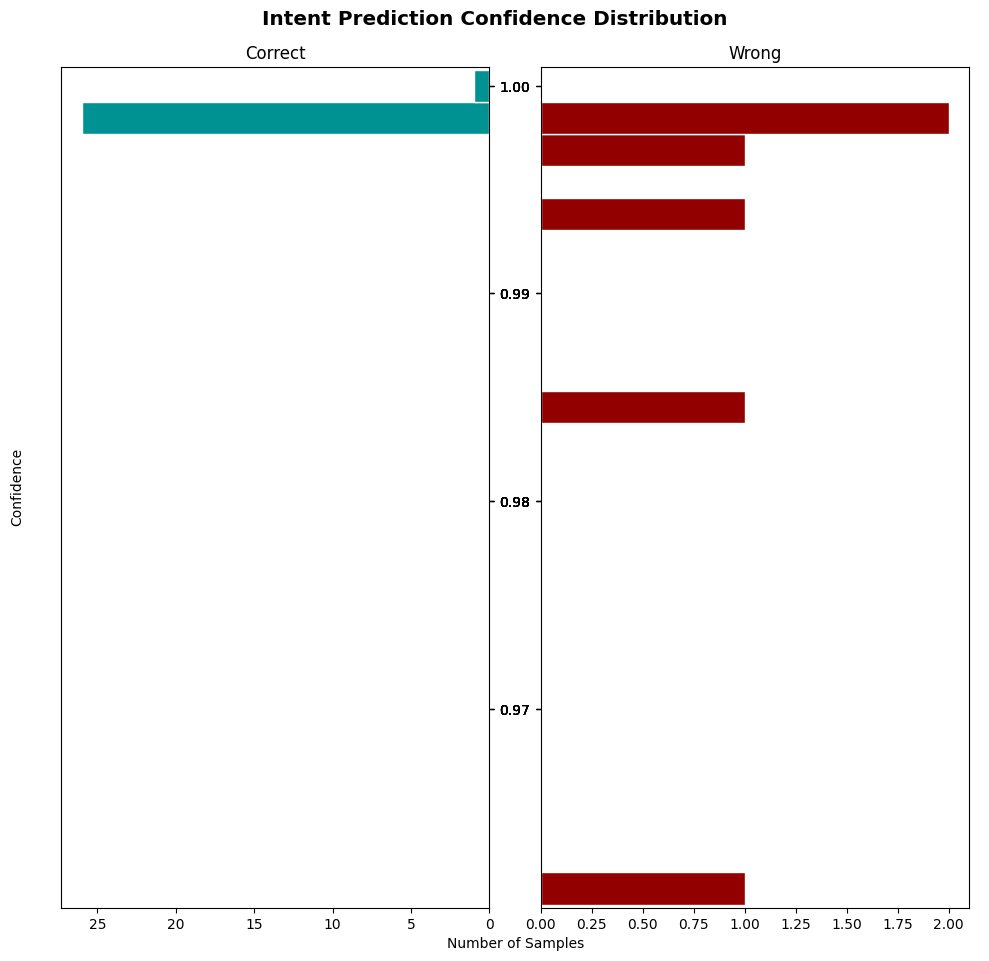 Intent Prediction Confidence Distribution
Correct
Wrong
1.00
0.99
0.98
0.97
Confidence
25 20 15 10 5 0
0.00 0.25 0.50 0.75 1.00 1.25 1.50 1.75 2.00
Number of Samples